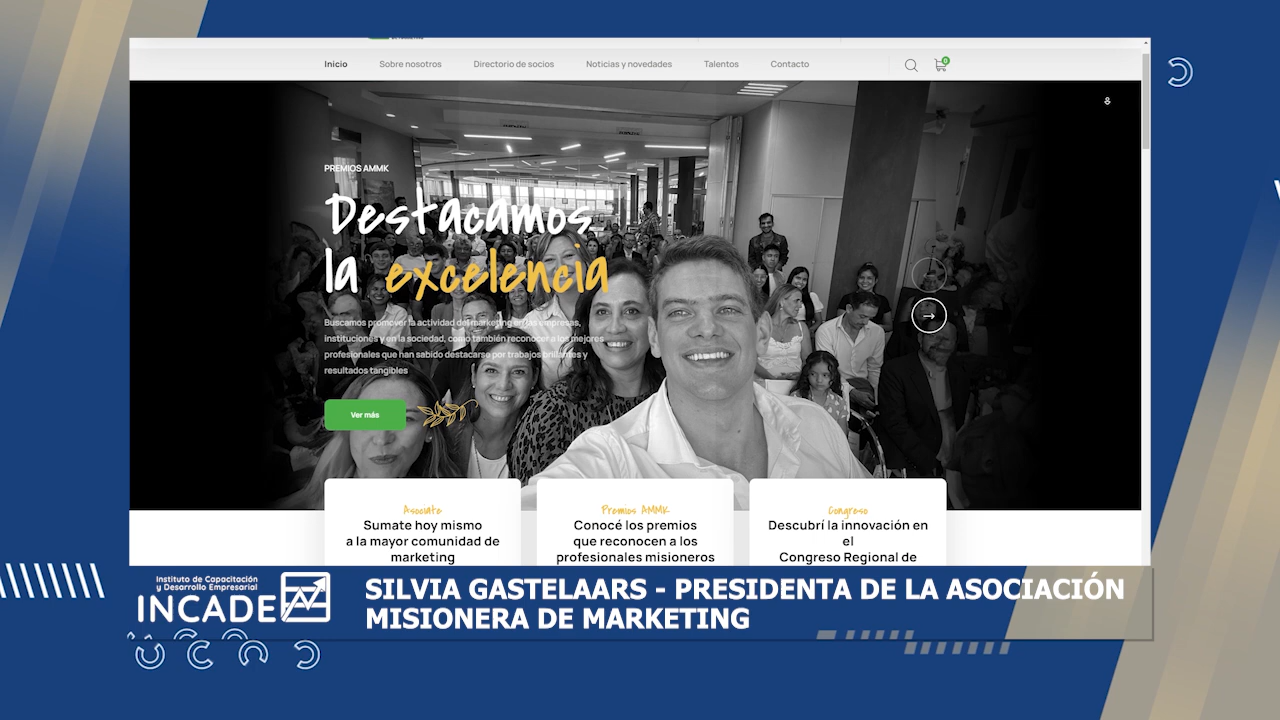 Inicio
Sobre nosotros
Directorio de socios
Noticias y novedades
Talentos
Contacto
0
PREMIOS AMMK
Destacamos
la excelencia
Buscamos promover la actividad del marketing en las empresas,
instituciones y en la sociedad, como también reconocer a los mejores
profesionales que han sabido destacarse por trabajos brillantes y
resultados tangibles
Ver más
Asociate
Sumate hoy mismo
a la mayor comunidad de
marketing
Premios AMMK
Conocé los premios
que reconocen a los
profesionales misioneros
Congreso
Descubrí la innovación en
el
Congreso Regional de
Instituto de Capacitación
y Desarrollo Empresarial
INCADE
SILVIA GASTELAARS - PRESIDENTA DE LA ASOCIACIÓN
MISIONERA DE MARKETING